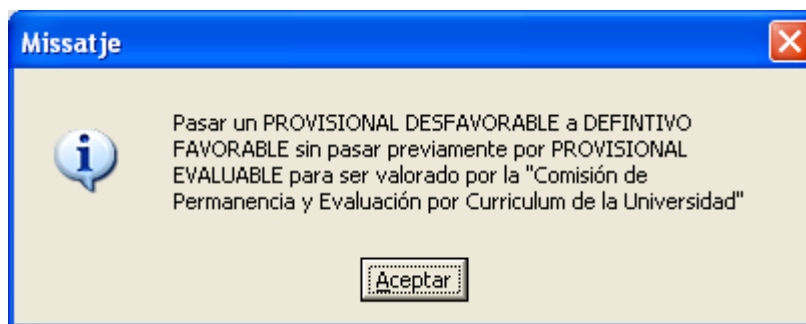 Missatje
Pasar un PROVISIONAL DESFAVORABLE a DEFINTIVO
FAVORABLE sin pasar previamente por PROVISIONAL
EVALUABLE para ser valorado por la "Comisión de
Permanencia y Evaluación por Curriculum de la Universidad"
Aceptar